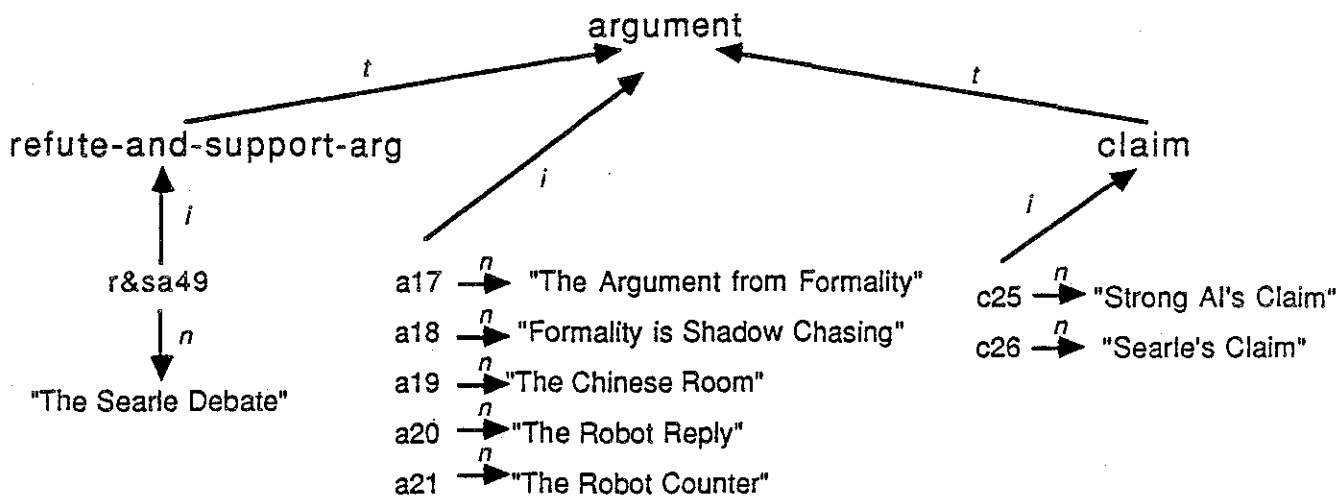 argument
t
t
refute-and-support-arg
claim
i
i
i
r&sa49
n
"The Searle Debate"
a17 n "The Argument from Formality"
a18 n "Formality is Shadow Chasing"
a19 n "The Chinese Room"
a20 n "The Robot Reply"
a21 n "The Robot Counter"
c25 n "Strong AI's Claim"
c26 n "Searle's Claim"